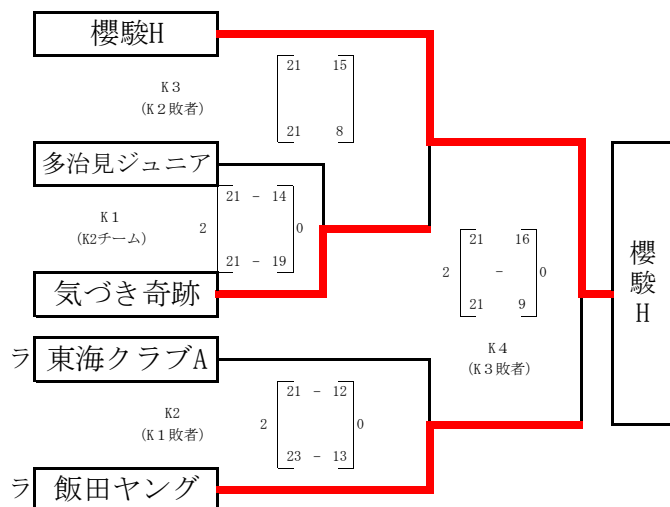 櫻駿H
21 15
K３
(K２敗者)
21 8
多治見ジュニア
21 － 14
K１
(K2チーム)
2 0
21 － 19
気づき奇跡
21 16
2 － 0
21 9
櫻駿H
K４
(K３敗者)
ラ 東海クラブA
21 － 12
K2
(K１敗者)
2 0
23 － 13
ラ 飯田ヤング